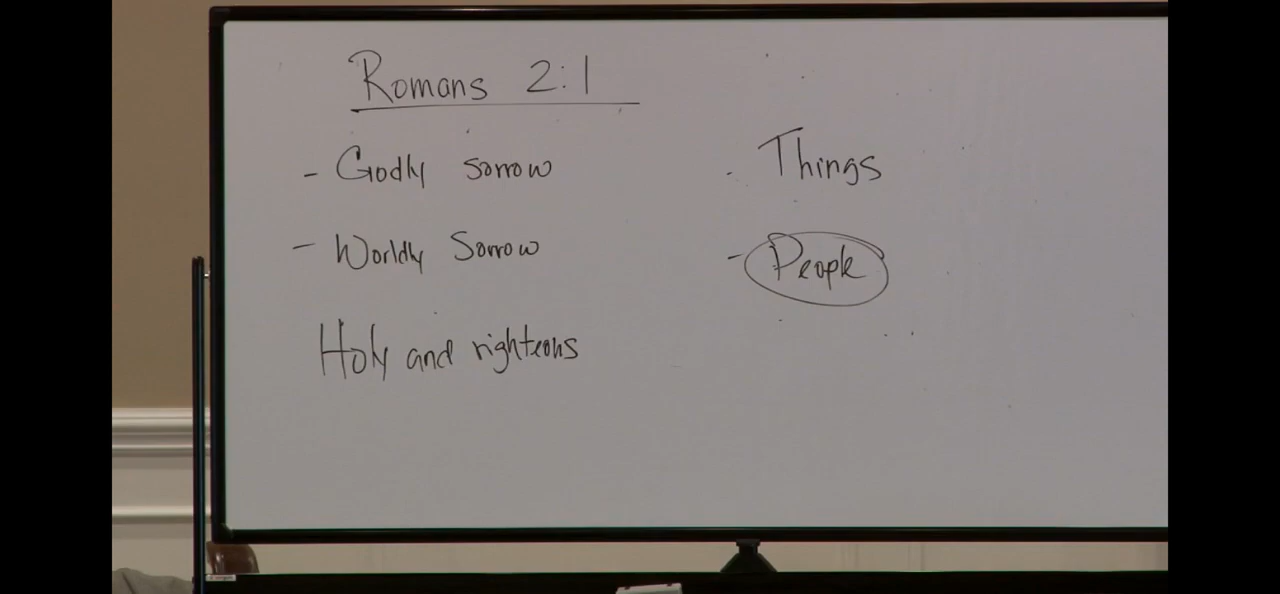 Romans 2:1
- Godly sorrow
- Worldly Sorrow
Holy and righteous
- Things
- People